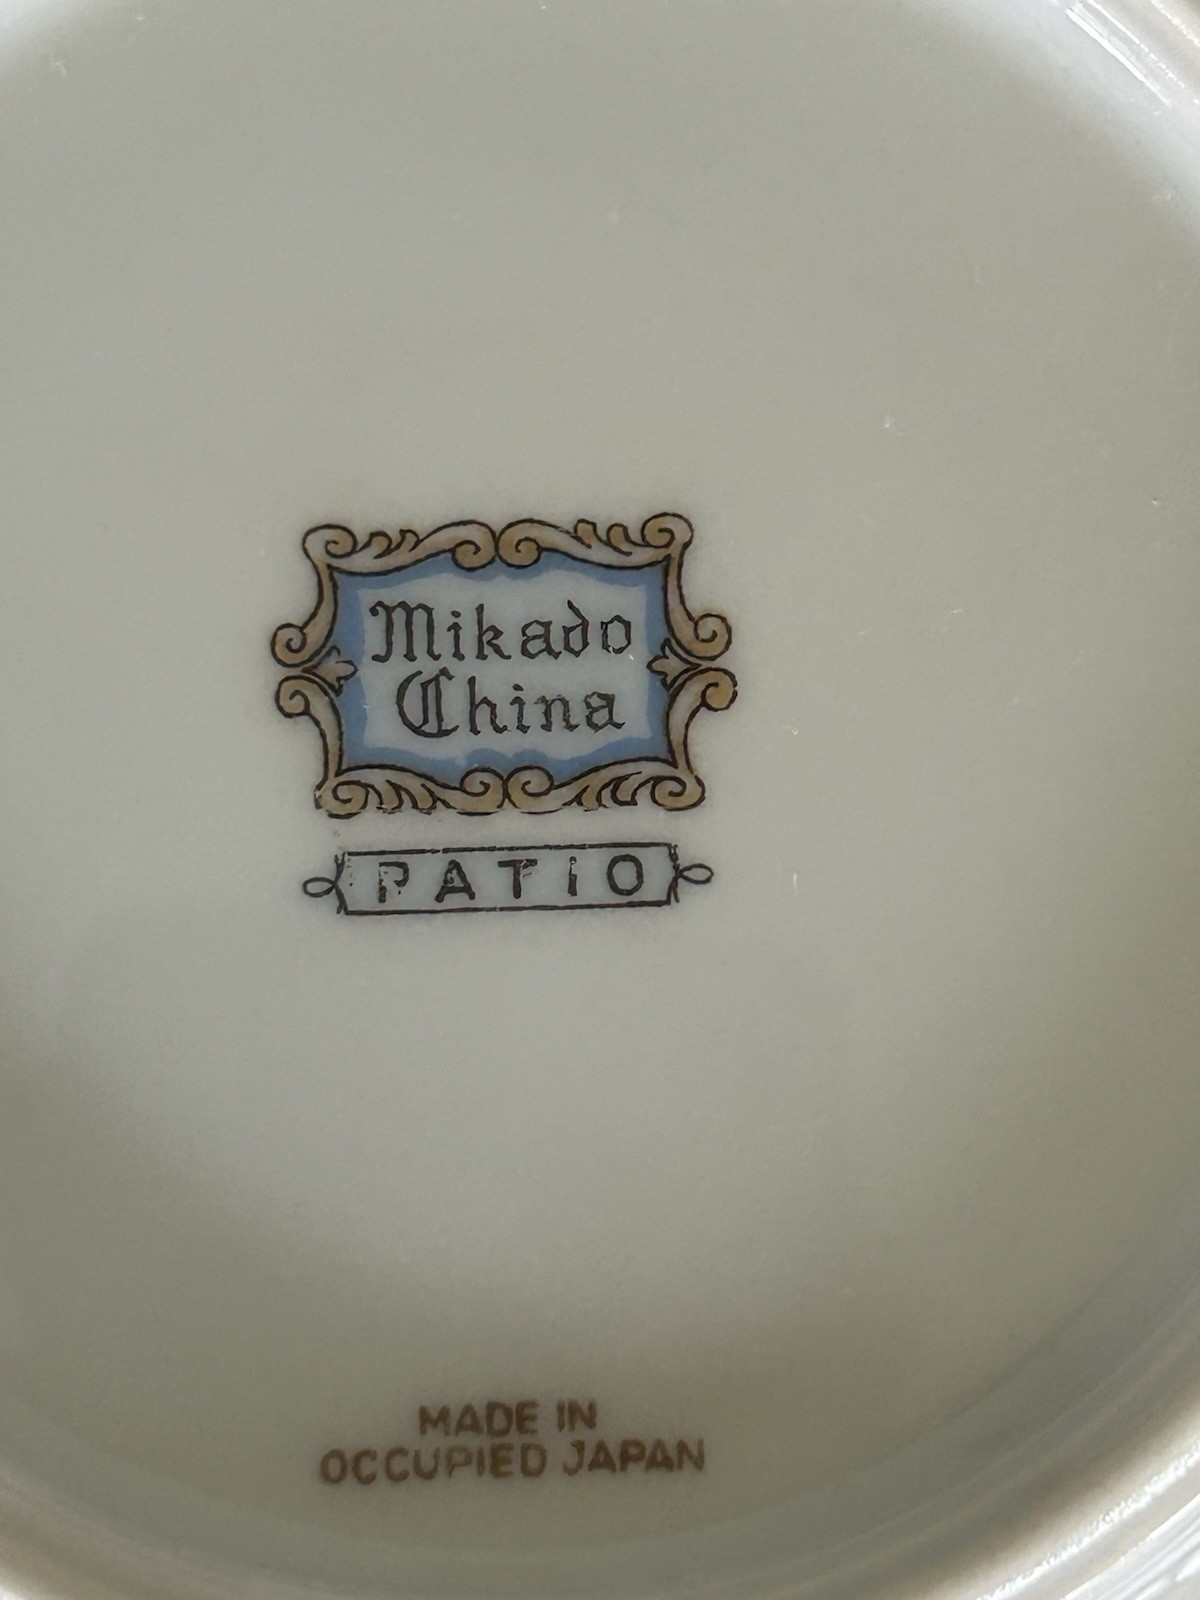 Mikado
China
PATIO
MADE IN
OCCUPIED JAPAN